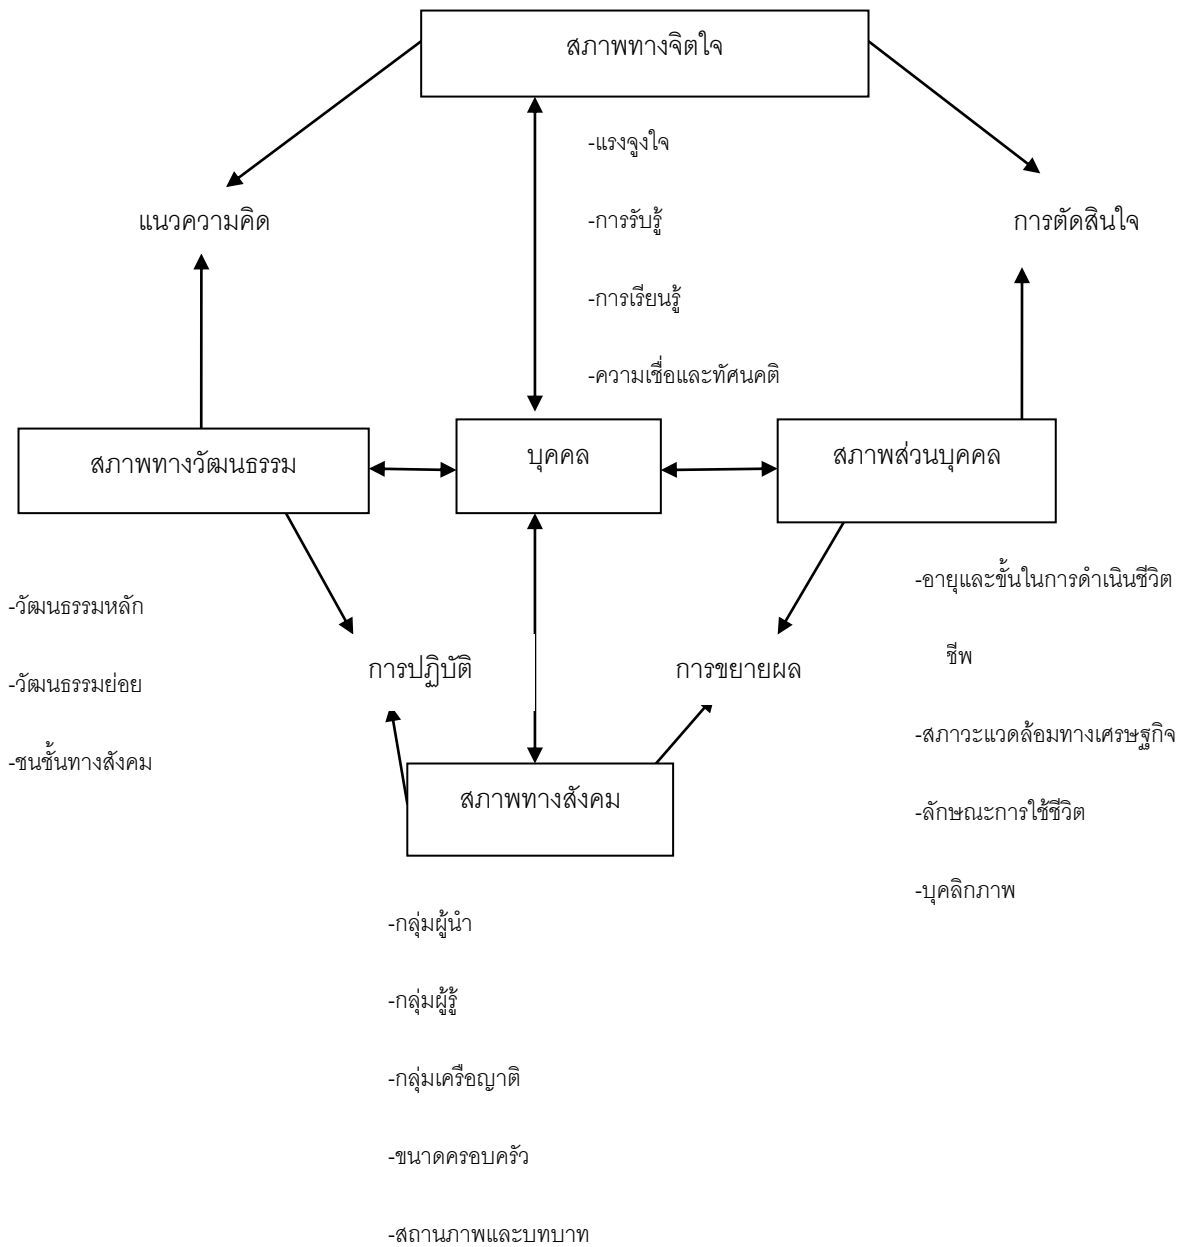 สภาพทางจิตใจ
-แรงจูงใจ
-การรับรู้
-การเรียนรู้
-ความเชื่อและทัศนคติ
แนวความคิด
การตัดสินใจ
สภาพทางวัฒนธรรม
บุคคล
สภาพส่วนบุคคล
-วัฒนธรรมหลัก
-วัฒนธรรมย่อย
-ชนชั้นทางสังคม
การปฏิบัติ
การขยายผล
-อายุและขั้นในการดำเนินชีวิต
ชีพ
-สภาวะแวดล้อมทางเศรษฐกิจ
-ลักษณะการใช้ชีวิต
-บุคลิกภาพ
สภาพทางสังคม
-กลุ่มผู้นำ
-กลุ่มผู้รู้
-กลุ่มเครือญาติ
-ขนาดครอบครัว
-สถานภาพและบทบาท